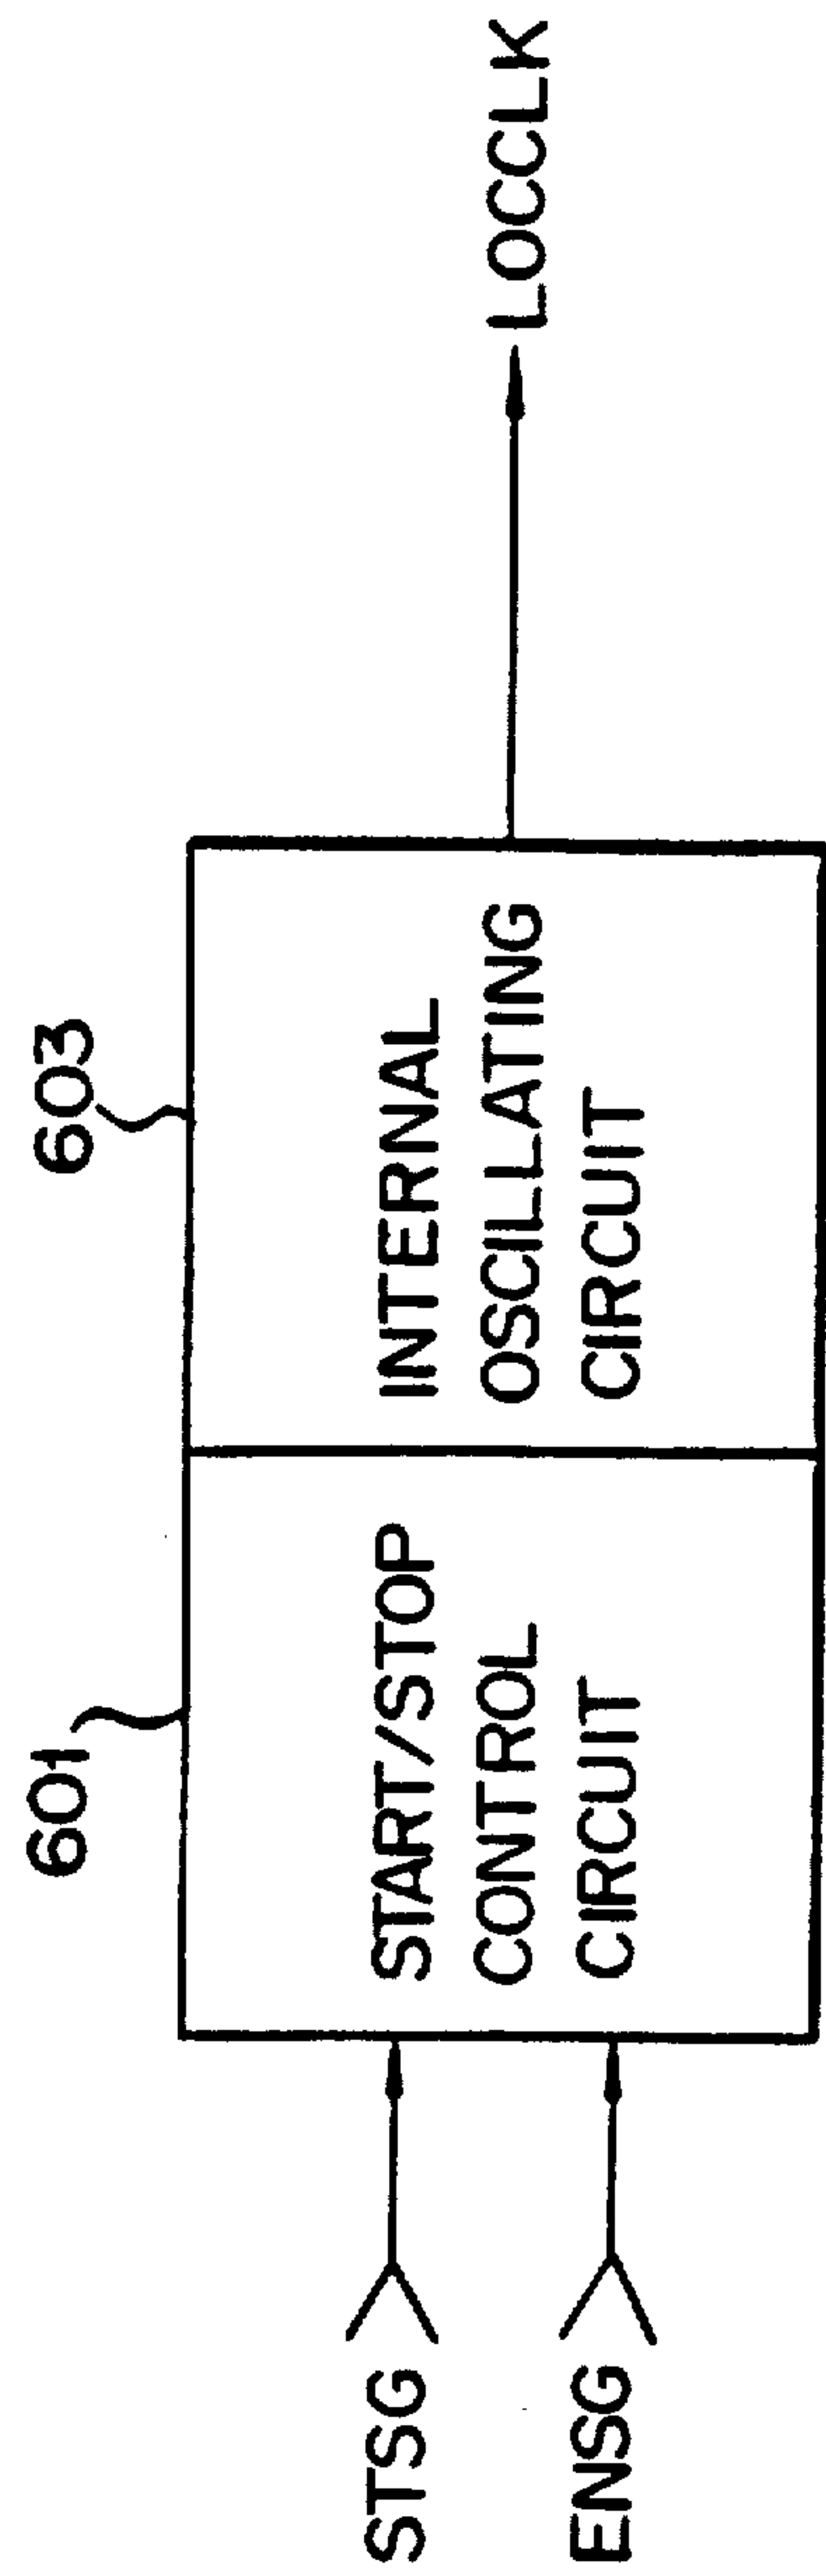 601
603
STSG
ENSG
START/STOP
CONTROL
CIRCUIT
INTERNAL
OSCILLATING
CIRCUIT
LOCCLK